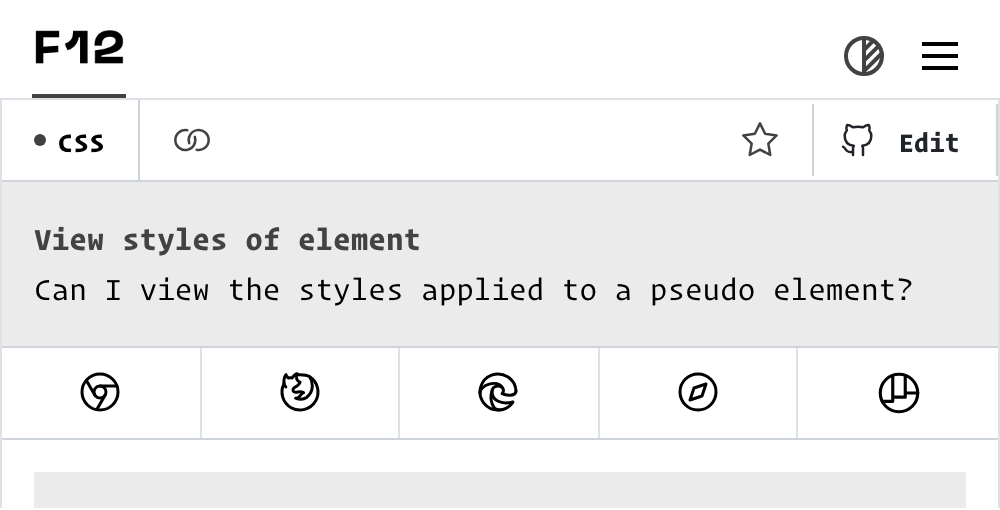 F12
CSS
Edit
View styles of element
Can I view the styles applied to a pseudo element?